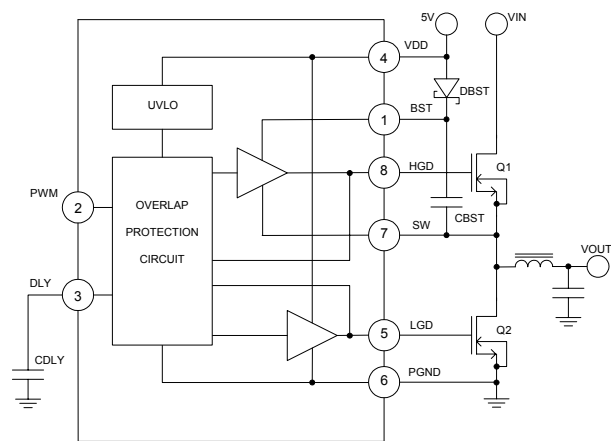 5V
VIN
4
VDD
UVLO
DBST
1
BST
8
HGD
Q1
PWM
2
OVERLAP
PROTECTION
CIRCUIT
CBST
7
SW
VOUT
DLY
3
5
LGD
Q2
CDLY
6
PGND